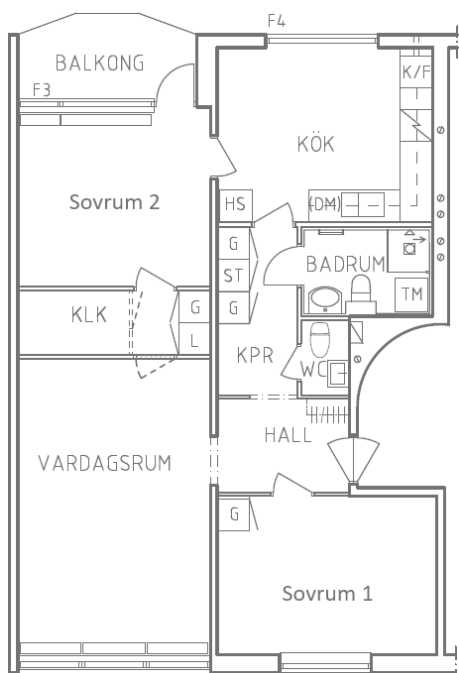 F4
BALKONG
K/F
F3
KÖK
Sovrum 2
HS
(DM)
G
ST
BADRUM
G
TM
KLK
G
L
KPR
WC
HALL
VARDAGSRUM
G
Sovrum 1